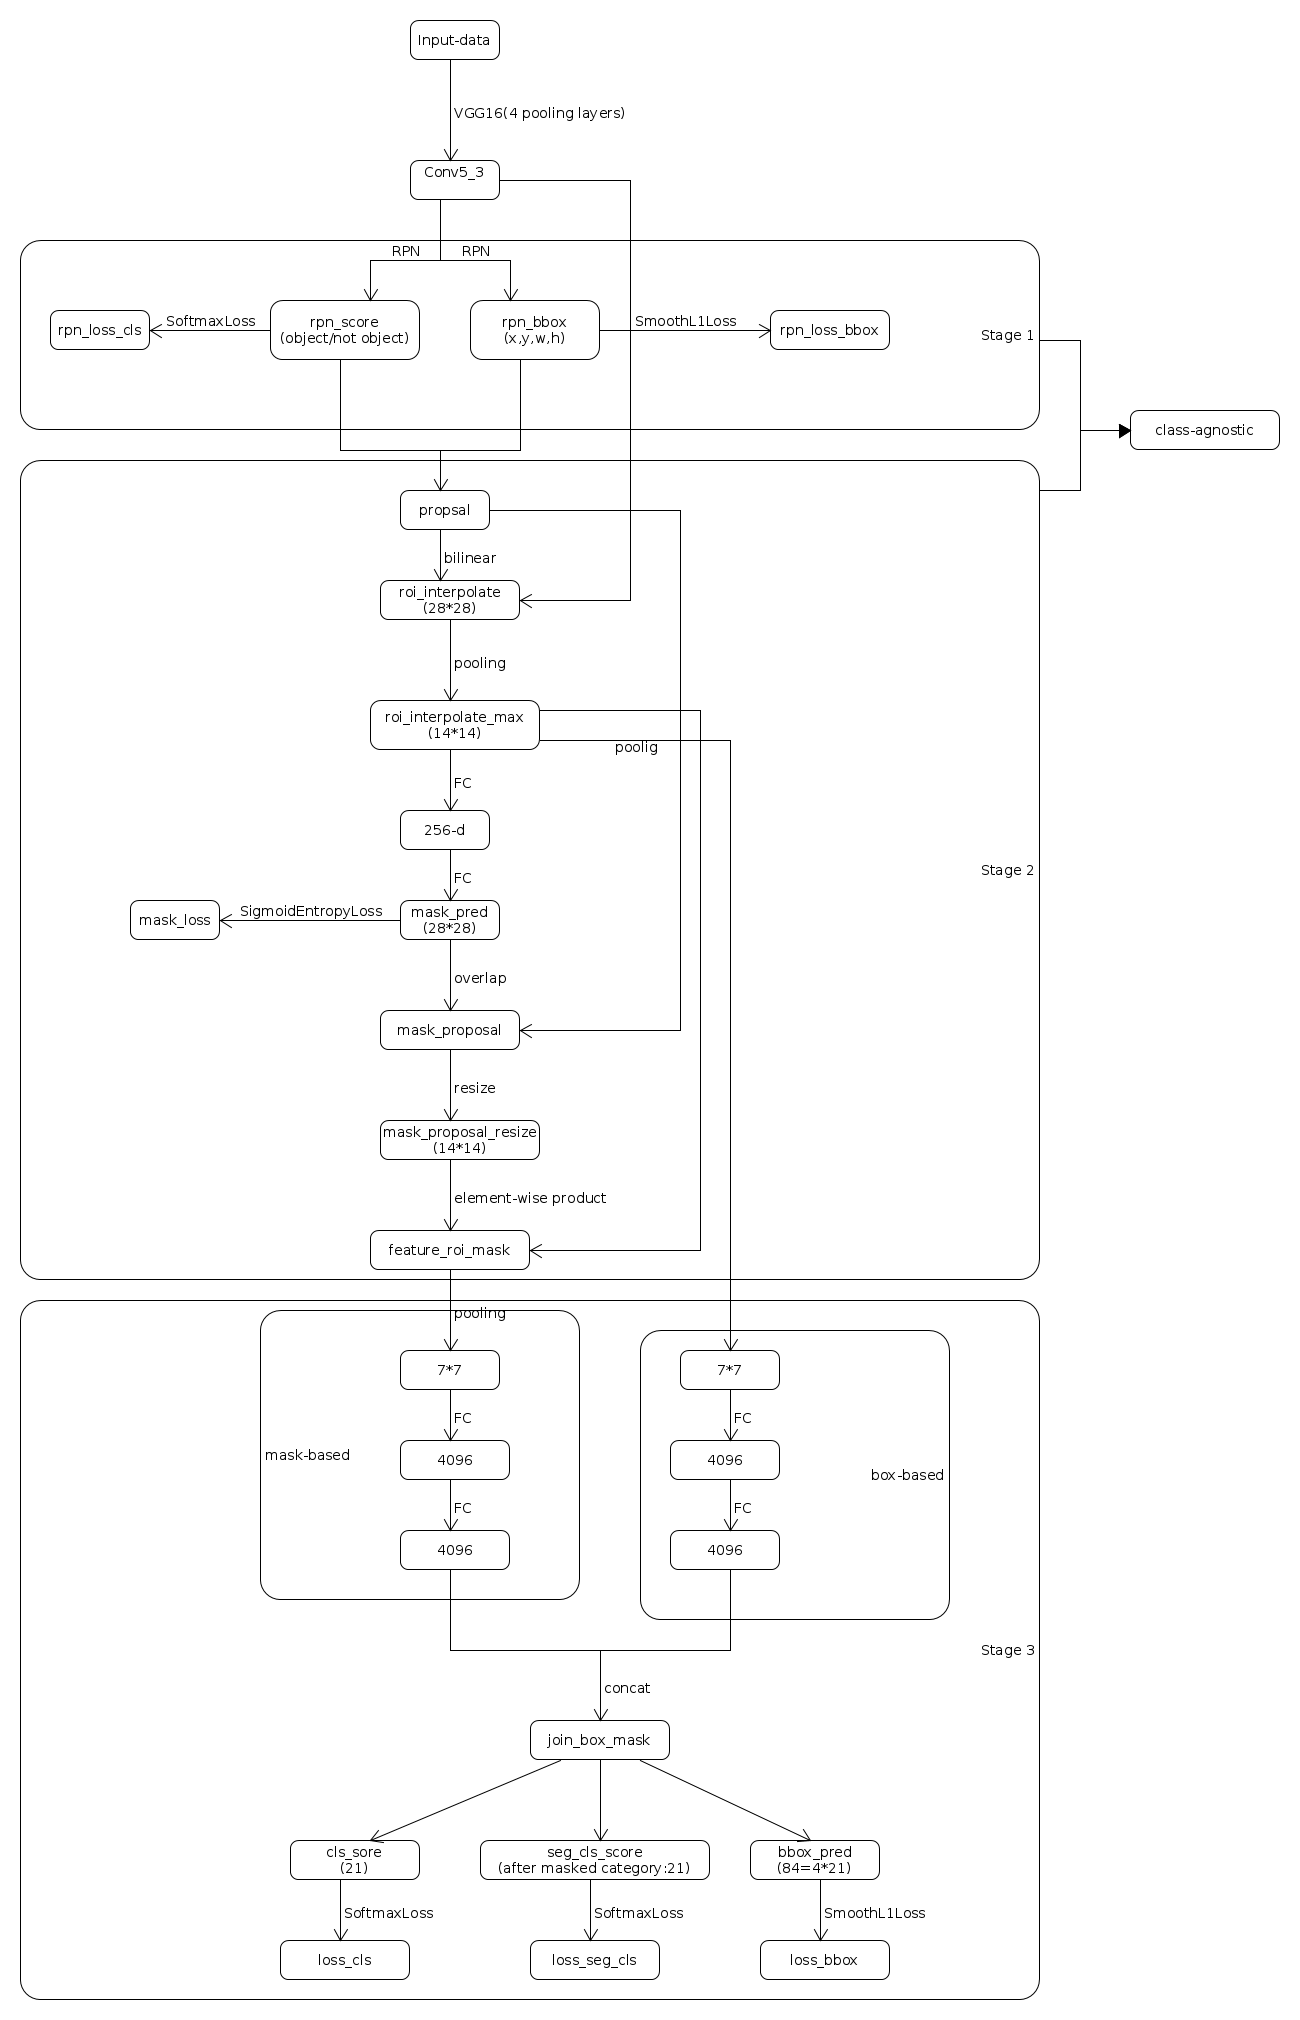 Input-data
VGG16(4 pooling layers)
Conv5_3
RPN
RPN
rpn_loss_cls
SoftmaxLoss
rpn_score
(object/not object)
rpn_bbox
(x,y,w,h)
SmoothL1Loss
rpn_loss_bbox
Stage 1
class-agnostic
propsal
bilinear
roi_interpolate
(28*28)
pooling
roi_interpolate_max
(14*14)
poolig
FC
256-d
Stage 2
FC
mask_loss
SigmoidEntropyLoss
mask_pred
(28*28)
overlap
mask_proposal
resize
mask_proposal_resize
(14*14)
element-wise product
feature_roi_mask
pooling
7*7
7*7
FC
FC
mask-based
4096
4096
box-based
FC
FC
4096
4096
Stage 3
concat
join_box_mask
cls_sore
(21)
seg_cls_score
(after masked category:21)
bbox_pred
(84=4*21)
SoftmaxLoss
SoftmaxLoss
SmoothL1Loss
loss_cls
loss_seg_cls
loss_bbox